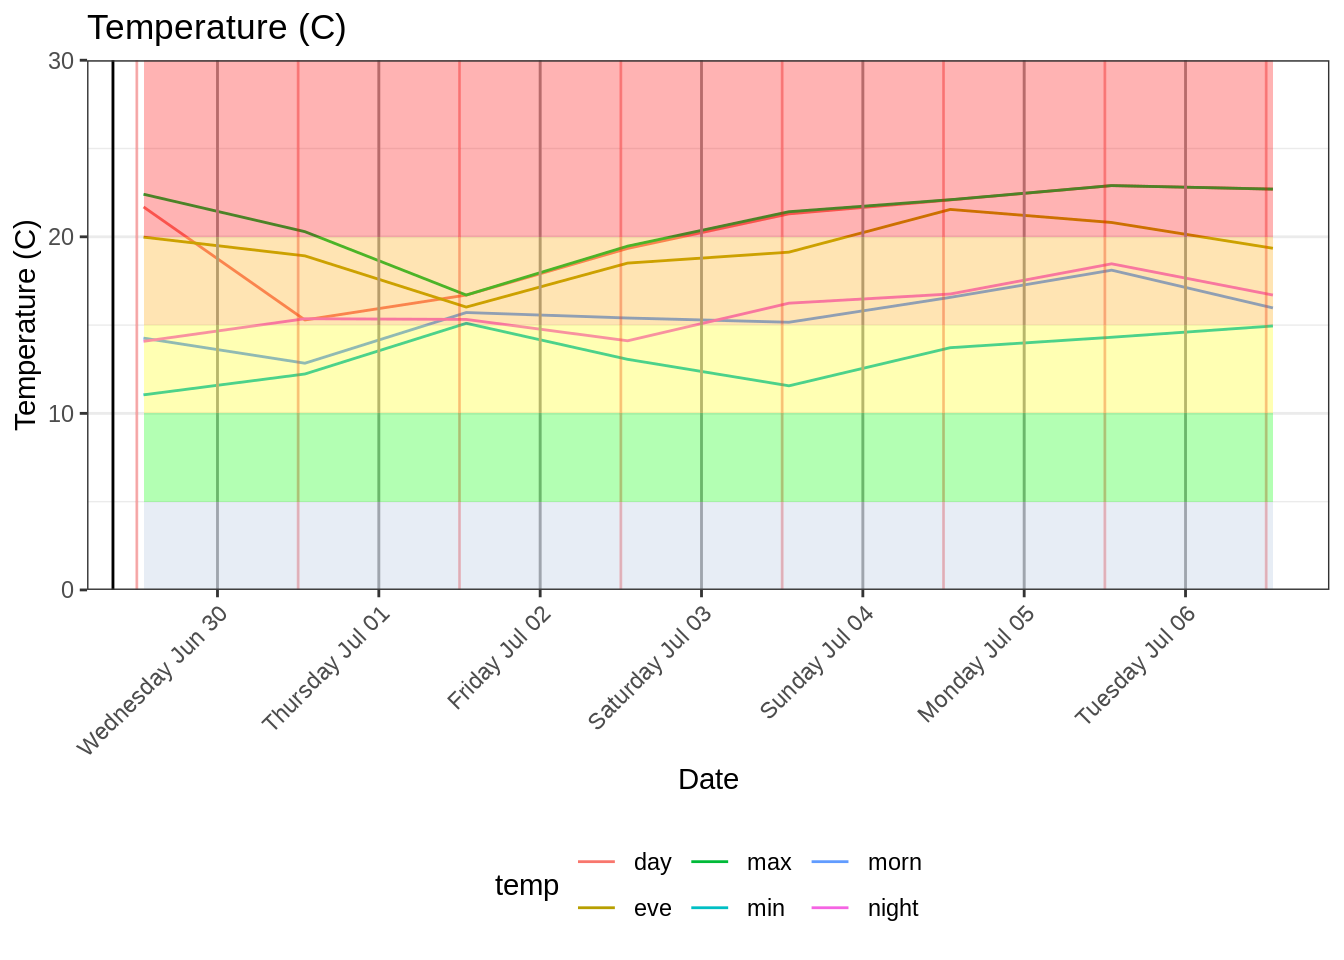 Temperature (C)
Temperature (C)
30
20
10
0
Wednesday Jun 30
Thursday Jul 01
Friday Jul 02
Saturday Jul 03
Sunday Jul 04
Monday Jul 05
Tuesday Jul 06
Date
temp
day
max
morn
eve
min
night